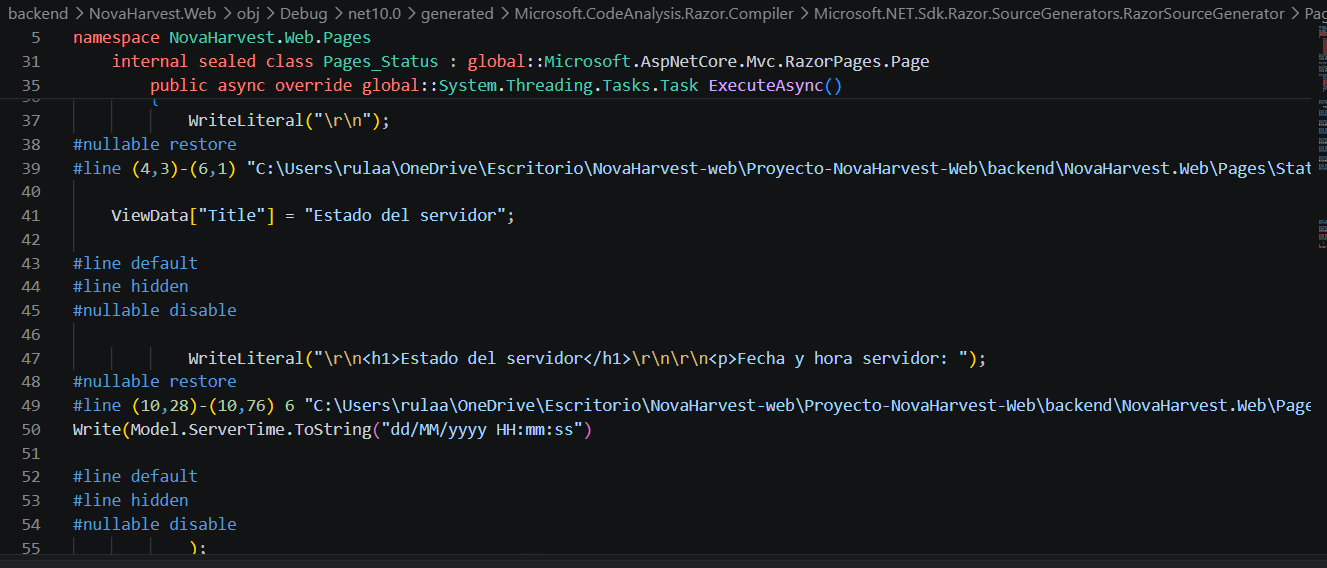 backend > NovaHarvest.Web > obj > Debug > net10.0 > generated > Microsoft.CodeAnalysis.Razor.Compiler > Microsoft.NET.Sdk.Razor.SourceGenerators.RazorSourceGenerator > Pag
5 namespace NovaHarvest.Web.Pages
31 internal sealed class Pages_Status : global::Microsoft.AspNetCore.Mvc.RazorPages.Page
35 public async override global::System.Threading.Tasks.Task ExecuteAsync()
36 {
37 WriteLiteral("\r\n");
38 #nullable restore
39 #line (4,3)-(6,1) "C:\Users\rulaa\OneDrive\Escritorio\NovaHarvest-web\Proyecto-NovaHarvest-Web\backend\NovaHarvest.Web\Pages\Stat
40
41 ViewData["Title"] = "Estado del servidor";
42
43 #line default
44 #line hidden
45 #nullable disable
46
47 WriteLiteral("\r\n<h1>Estado del servidor</h1>\r\n\r\n<p>Fecha y hora servidor: ");
48 #nullable restore
49 #line (10,28)-(10,76) 6 "C:\Users\rulaa\OneDrive\Escritorio\NovaHarvest-web\Proyecto-NovaHarvest-Web\backend\NovaHarvest.Web\Page
50 Write(Model.ServerTime.ToString("dd/MM/yyyy HH:mm:ss")
51
52 #line default
53 #line hidden
54 #nullable disable
55 );